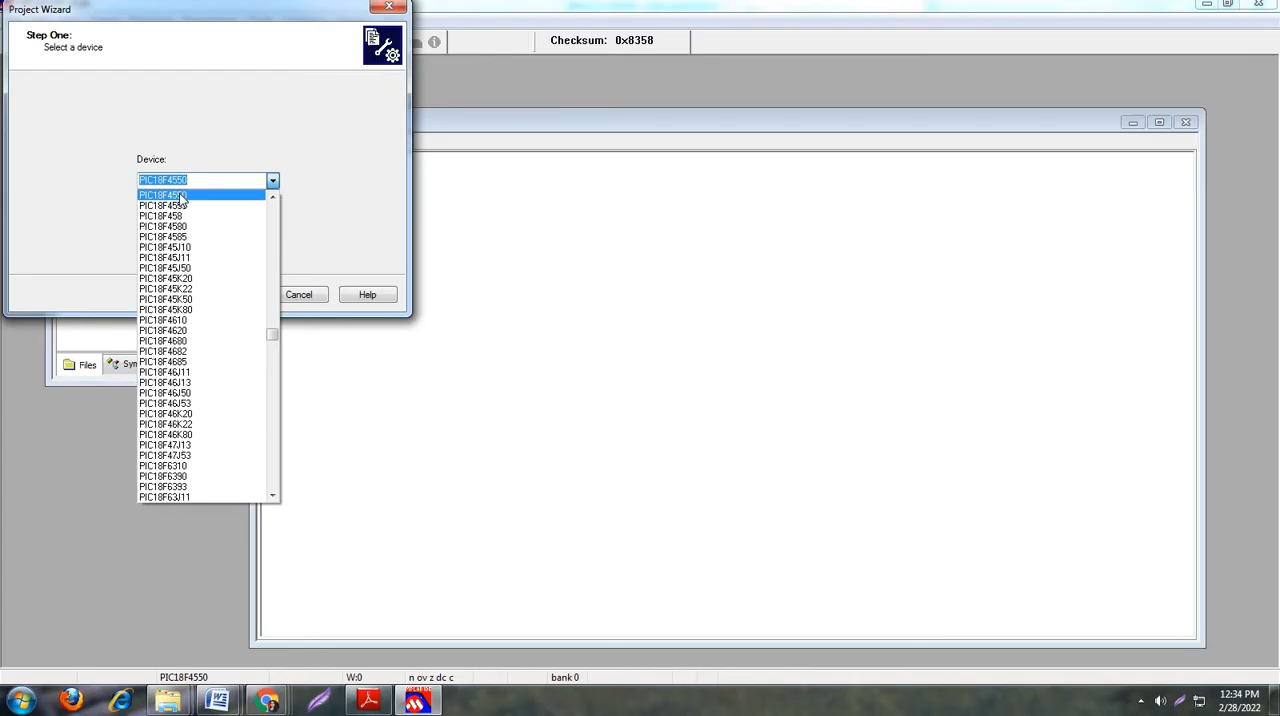 Project Wizard
Step One:
Select a device
Checksum: 0x8358
Device:
PIC18F4550
PIC18F4550
PIC18F458
PIC18F4580
PIC18F4585
PIC18F45J10
PIC18F45J11
PIC18F45J50
PIC18F45K20
PIC18F45K22
PIC18F45K50
PIC18F45K80
PIC18F4610
PIC18F4620
PIC18F4680
PIC18F4682
PIC18F4685
PIC18F46J11
PIC18F46J13
PIC18F46J50
PIC18F46J53
PIC18F46K20
PIC18F46K22
PIC18F46K80
PIC18F47J13
PIC18F47J53
PIC18F6310
PIC18F6390
PIC18F6393
PIC18F63J11
Cancel
Help
Files
Sym
PIC18F4550
W:0
n ov z dc c
bank 0
12:34 PM
2/28/2022